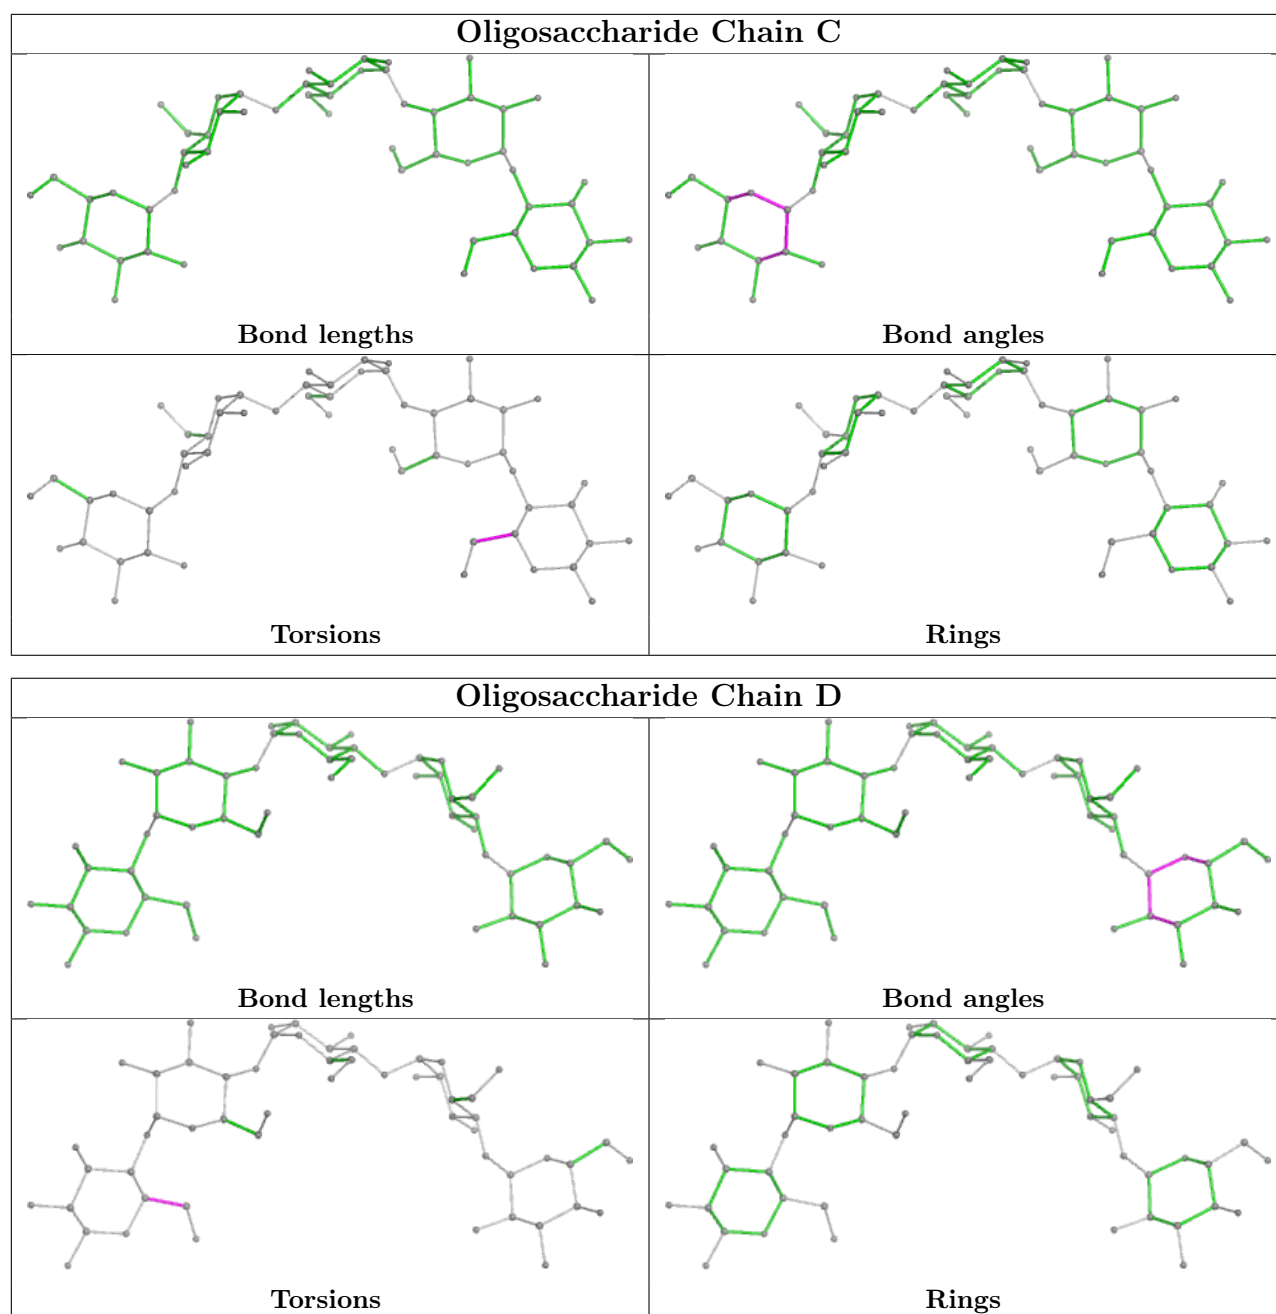 Oligosaccharide Chain C
Bond lengths
Bond angles
Torsions
Rings
Oligosaccharide Chain D
Bond lengths
Bond angles
Torsions
Rings